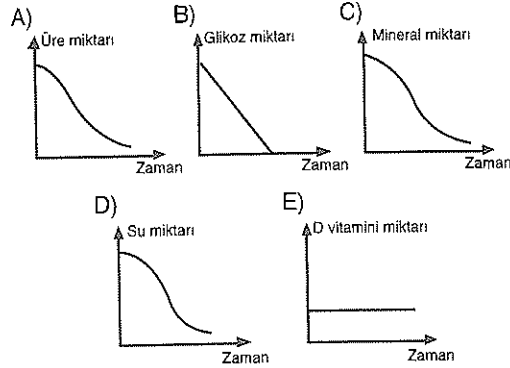 A)
Üre miktarı
Zaman
B)
Glikoz miktarı
Zaman
C)
Mineral miktarı
Zaman
D)
Su miktarı
Zaman
E)
D vitamini miktarı
Zaman